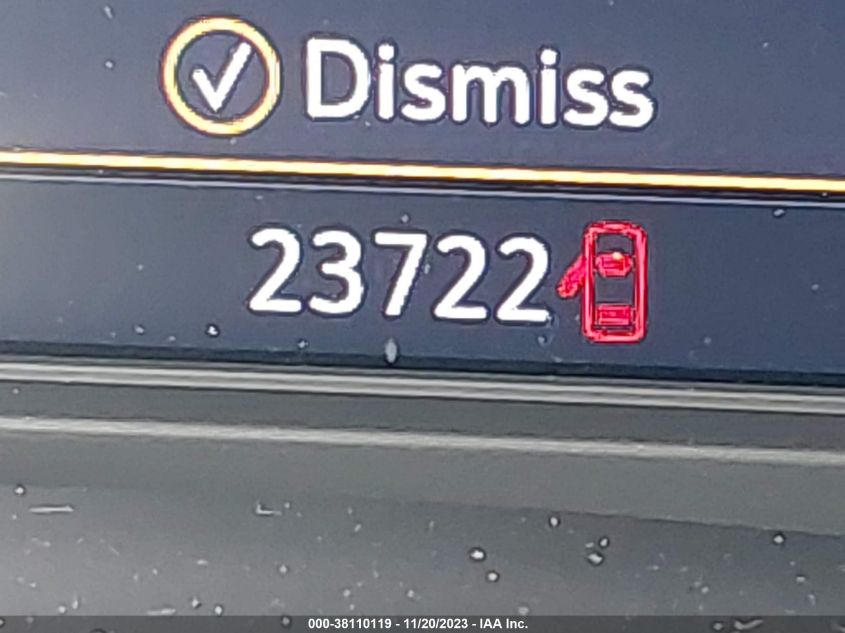 Dismiss
23722
000-38110119 - 11/20/2023 - IAA Inc.